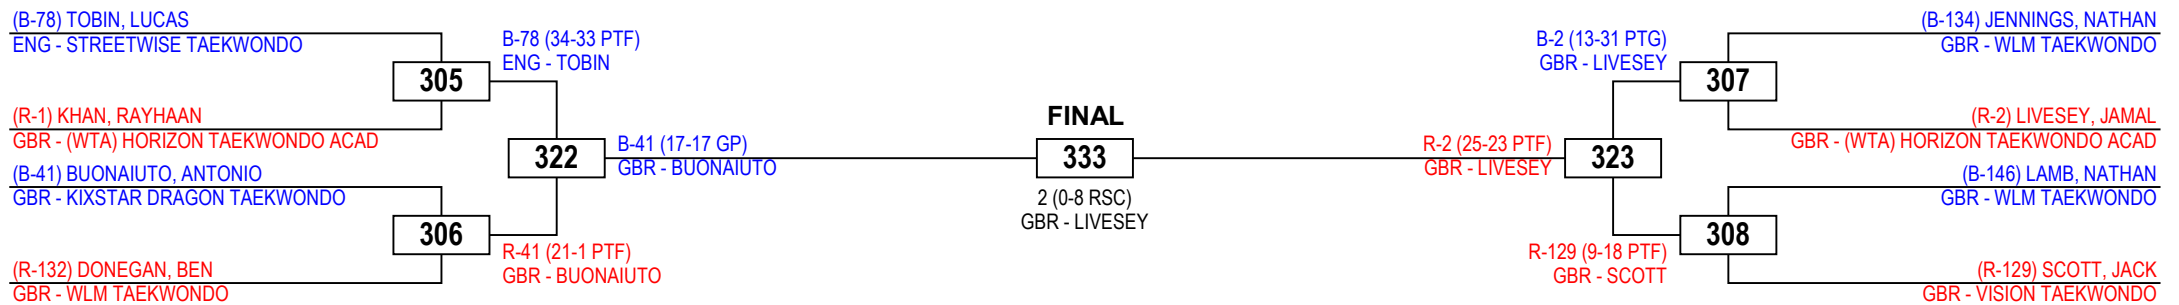 (B-78) TOBIN, LUCAS
ENG - STREETWISE TAEKWONDO
305
(R-1) KHAN, RAYHAAN
GBR - (WTA) HORIZON TAEKWONDO ACAD
(B-41) BUONAIUTO, ANTONIO
GBR - KIXSTAR DRAGON TAEKWONDO
306
(R-132) DONEGAN, BEN
GBR - WLM TAEKWONDO
B-78 (34-33 PTF)
ENG - TOBIN
322
R-41 (21-1 PTF)
GBR - BUONAIUTO
B-41 (17-17 GP)
GBR - BUONAIUTO
FINAL
333
2 (0-8 RSC)
GBR - LIVESEY
R-2 (25-23 PTF)
GBR - LIVESEY
B-2 (13-31 PTG)
GBR - LIVESEY
323
R-129 (9-18 PTF)
GBR - SCOTT
(B-134) JENNINGS, NATHAN
GBR - WLM TAEKWONDO
307
(R-2) LIVESEY, JAMAL
GBR - (WTA) HORIZON TAEKWONDO ACAD
(B-146) LAMB, NATHAN
GBR - WLM TAEKWONDO
308
(R-129) SCOTT, JACK
GBR - VISION TAEKWONDO